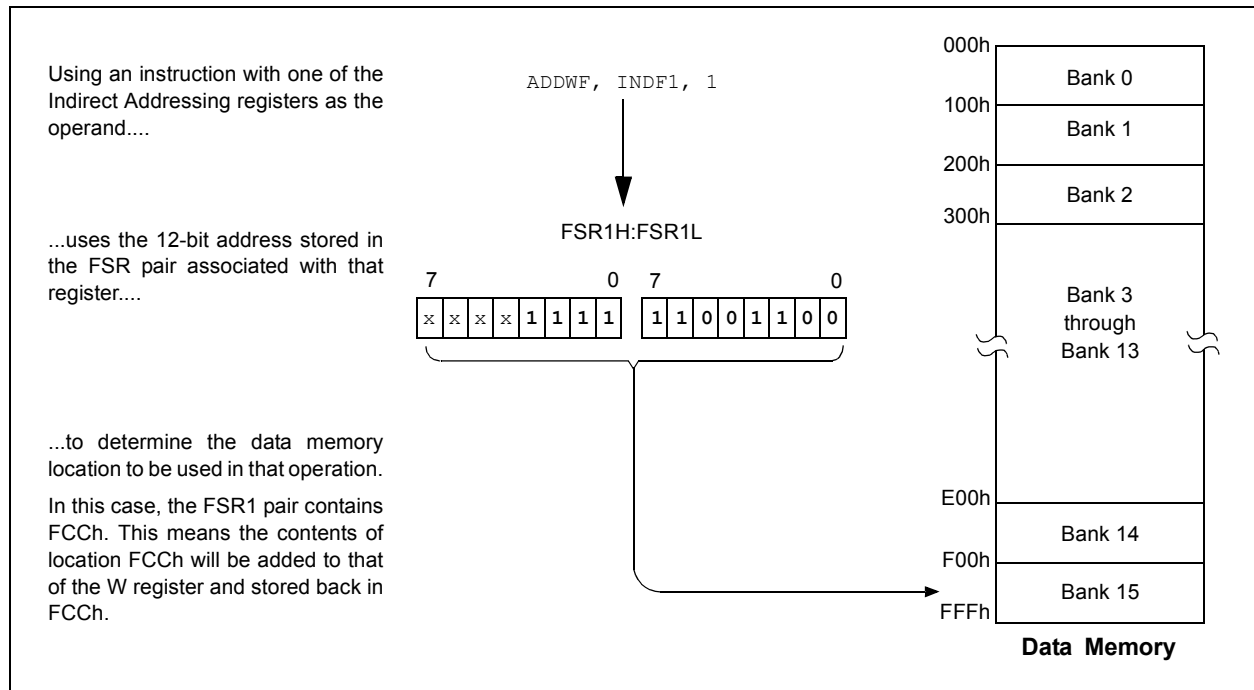 Using an instruction with one of the
Indirect Addressing registers as the
operand....
ADDWF, INDF1, 1
...uses the 12-bit address stored in
the FSR pair associated with that
register....
FSR1H:FSR1L
7 0 7 0
x x x x 1 1 1 1 1 1 0 0 1 1 0 0
...to determine the data memory
location to be used in that operation.
In this case, the FSR1 pair contains
FCCh. This means the contents of
location FCCh will be added to that
of the W register and stored back in
FCCh.
000h
Bank 0
100h
Bank 1
200h
Bank 2
300h
Bank 3
through
Bank 13
E00h
Bank 14
F00h
Bank 15
FFFh
Data Memory